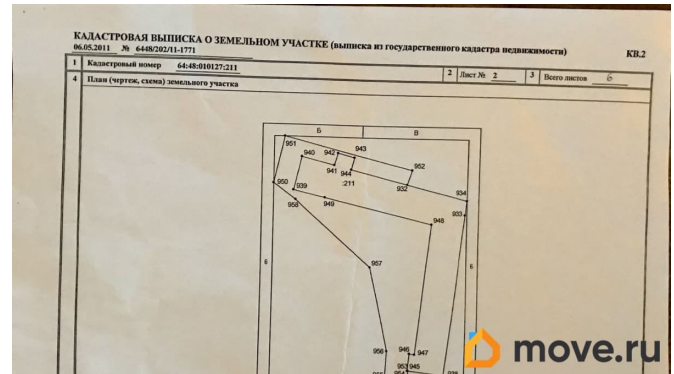 КАДАСТРОВАЯ ВЫПИСКА О ЗЕМЕЛЬНОМ УЧАСТКЕ (выписка из государственного кадастра недвижимости)
06.05.2011 № 6448/202/11-1771 КВ.2
1 Кадастровый номер 64:48:010127:211 2 Лист № 2 3 Всего листов 6
4 План (чертеж, схема) земельного участка
Б В
951
940 942 943
941 944 952
950 939 :211 932
934
958 949 933
948
957
Б Б
956 946 947
953 945
954
move.ru